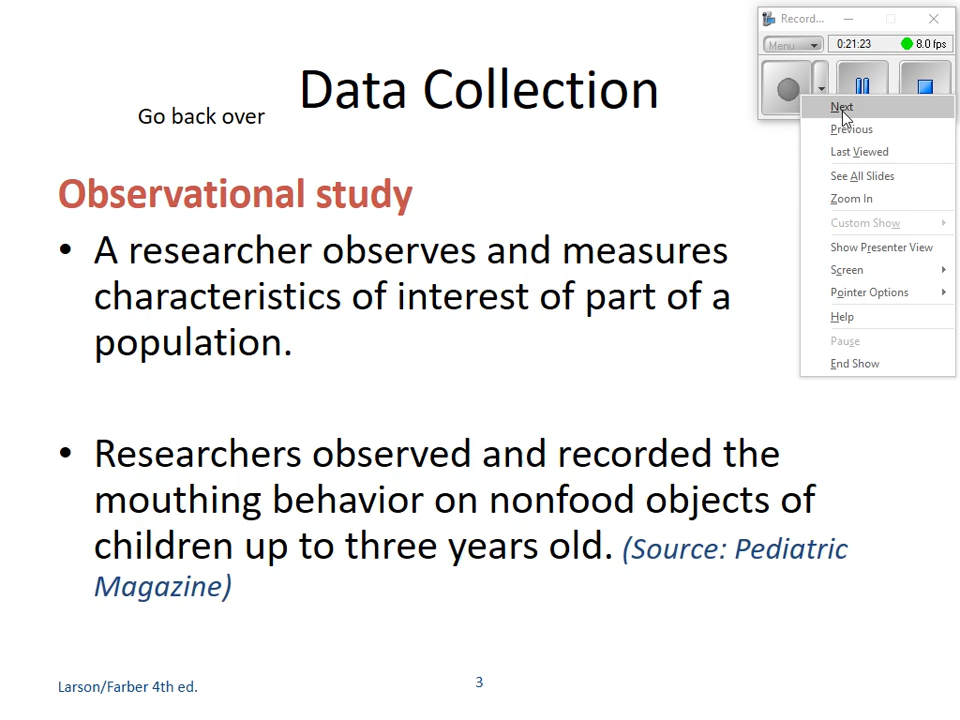 Record...
Menu 0:21:23 8.0 fps
Data Collection
Go back over
Next
Previous
Last Viewed
See All Slides
Zoom In
Custom Show
Show Presenter View
Screen
Pointer Options
Help
Pause
End Show
Observational study
• A researcher observes and measures
characteristics of interest of part of a
population.
• Researchers observed and recorded the
mouthing behavior on nonfood objects of
children up to three years old. (Source: Pediatric
Magazine)
Larson/Farber 4th ed.
3